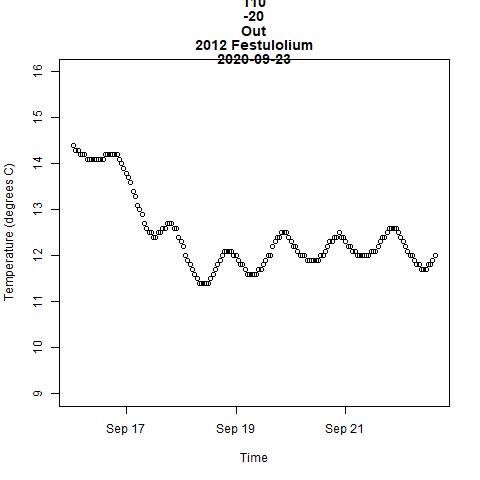 110
-20
Out
2012 Festulolium
2020-09-23
16
15
14
13
12
11
10
9
Temperature (degrees C)
Sep 17
Sep 19
Sep 21
Time